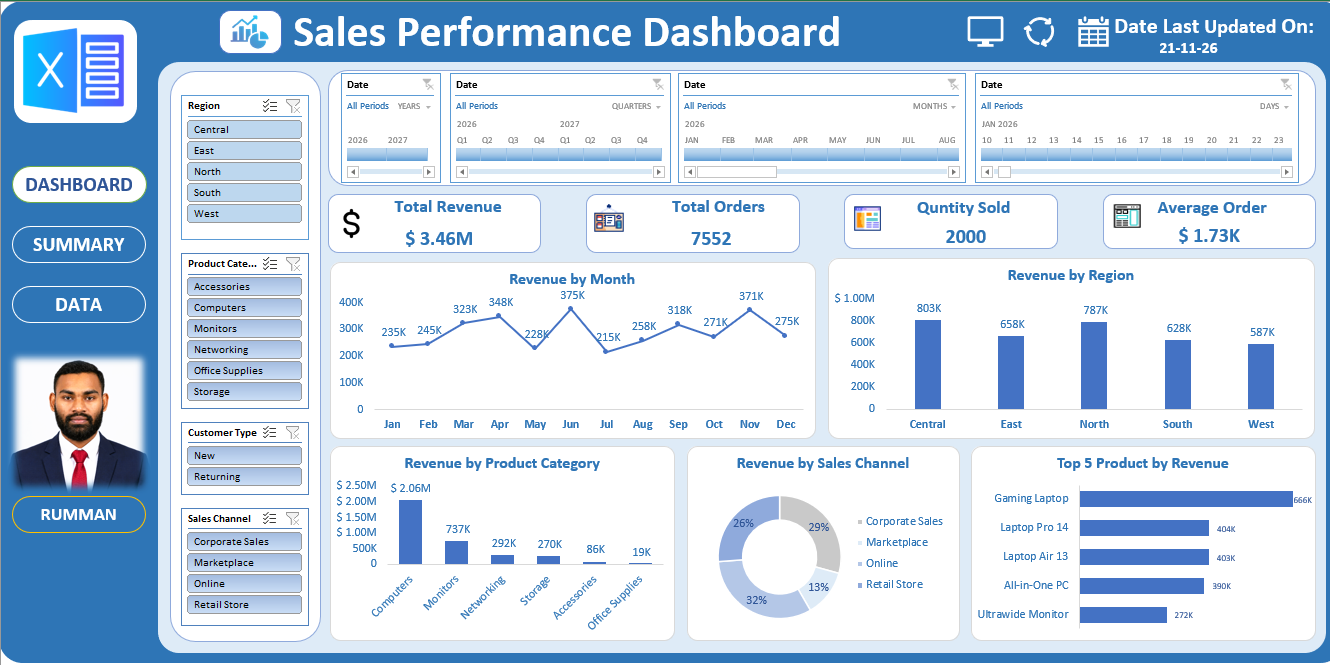 Sales Performance Dashboard
Date Last Updated On:
21-11-26
X
DASHBOARD
SUMMARY
DATA
RUMMAN
Region
Central
East
North
South
West
Product Cate...
Accessories
Computers
Monitors
Networking
Office Supplies
Storage
Customer Type
New
Returning
Sales Channel
Corporate Sales
Marketplace
Online
Retail Store
Date
All Periods YEARS
2026 2027
Date
All Periods QUARTERS
2026 2027
Q1 Q2 Q3 Q4 Q1 Q2 Q3 Q4
Date
All Periods MONTHS
2026
JAN FEB MAR APR MAY JUN JUL AUG
Date
All Periods DAYS
JAN 2026
10 11 12 13 14 15 16 17 18 19 20 21 22 23
$
Total Revenue
$ 3.46M
Total Orders
7552
Quntity Sold
2000
Average Order
$ 1.73K
Revenue by Month
400K
300K
200K
100K
0
235K 245K 323K 348K 228K 375K 215K 258K 318K 271K 371K 275K
Jan Feb Mar Apr May Jun Jul Aug Sep Oct Nov Dec
Revenue by Region
$ 1.00M
800K
600K
400K
200K
0
803K 658K 787K 628K 587K
Central East North South West
Revenue by Product Category
$ 2.50M
$ 2.00M
$ 1.50M
$ 1.00M
500K
0
$ 2.06M 737K 292K 270K 86K 19K
Computers Monitors Networking Storage Accessories Office Supplies
Revenue by Sales Channel
26% 29%
32% 13%
Corporate Sales
Marketplace
Online
Retail Store
Top 5 Product by Revenue
Gaming Laptop 666K
Laptop Pro 14 404K
Laptop Air 13 403K
All-in-One PC 390K
Ultrawide Monitor 272K